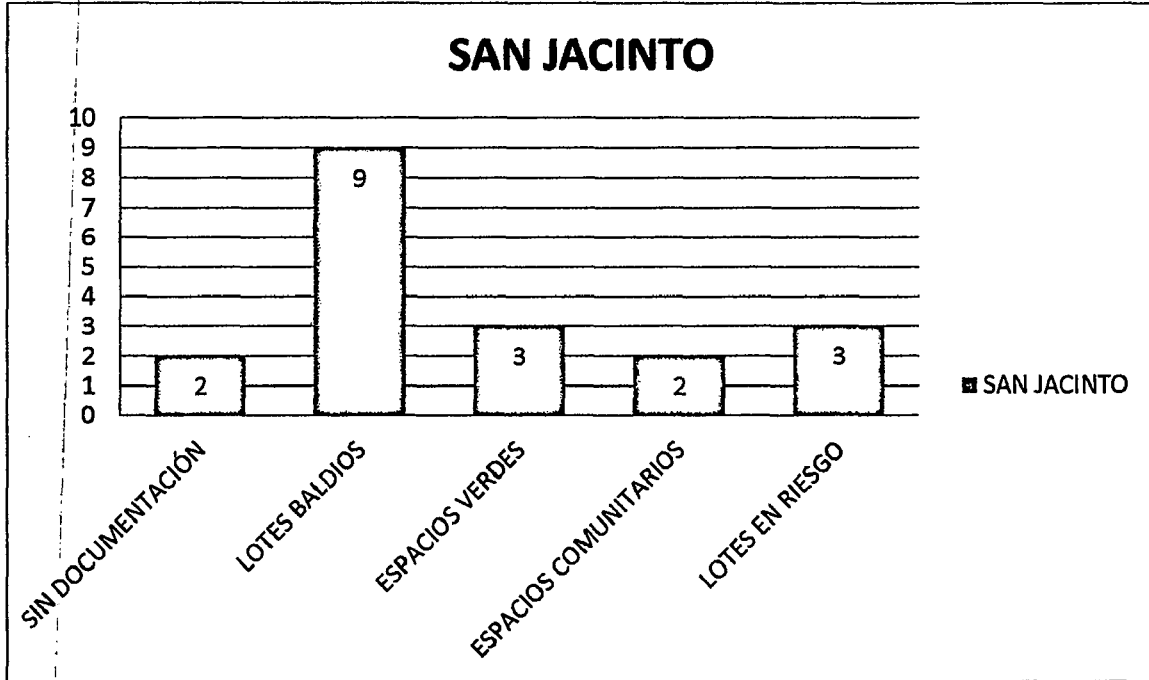 SAN JACINTO
10
9
8
7
6
5
4
3
2
1
0
2
9
3
2
3
SIN DOCUMENTACIÓN
LOTES BALDIOS
ESPACIOS VERDES
ESPACIOS COMUNITARIOS
LOTES EN RIESGO
SAN JACINTO